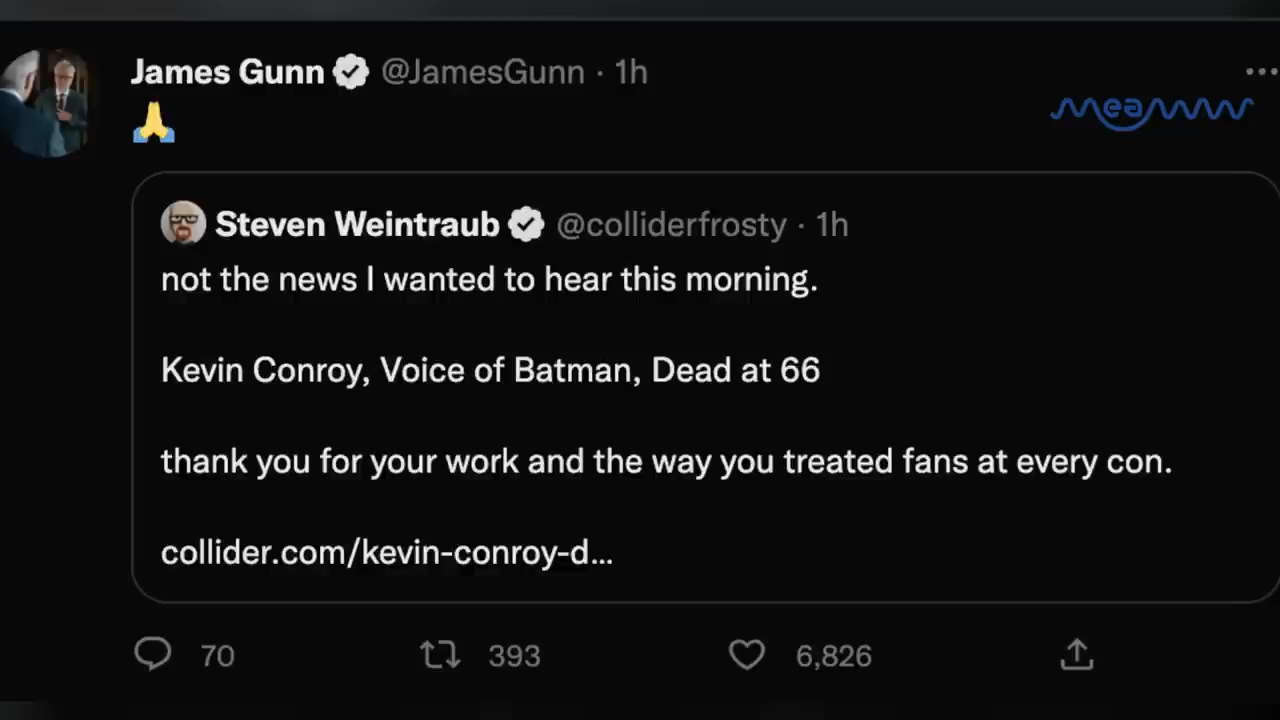 James Gunn @JamesGunn · 1h
🙏
meaww
Steven Weintraub @colliderfrosty · 1h
not the news I wanted to hear this morning.
Kevin Conroy, Voice of Batman, Dead at 66
thank you for your work and the way you treated fans at every con.
collider.com/kevin-conroy-d...
70 393 6,826